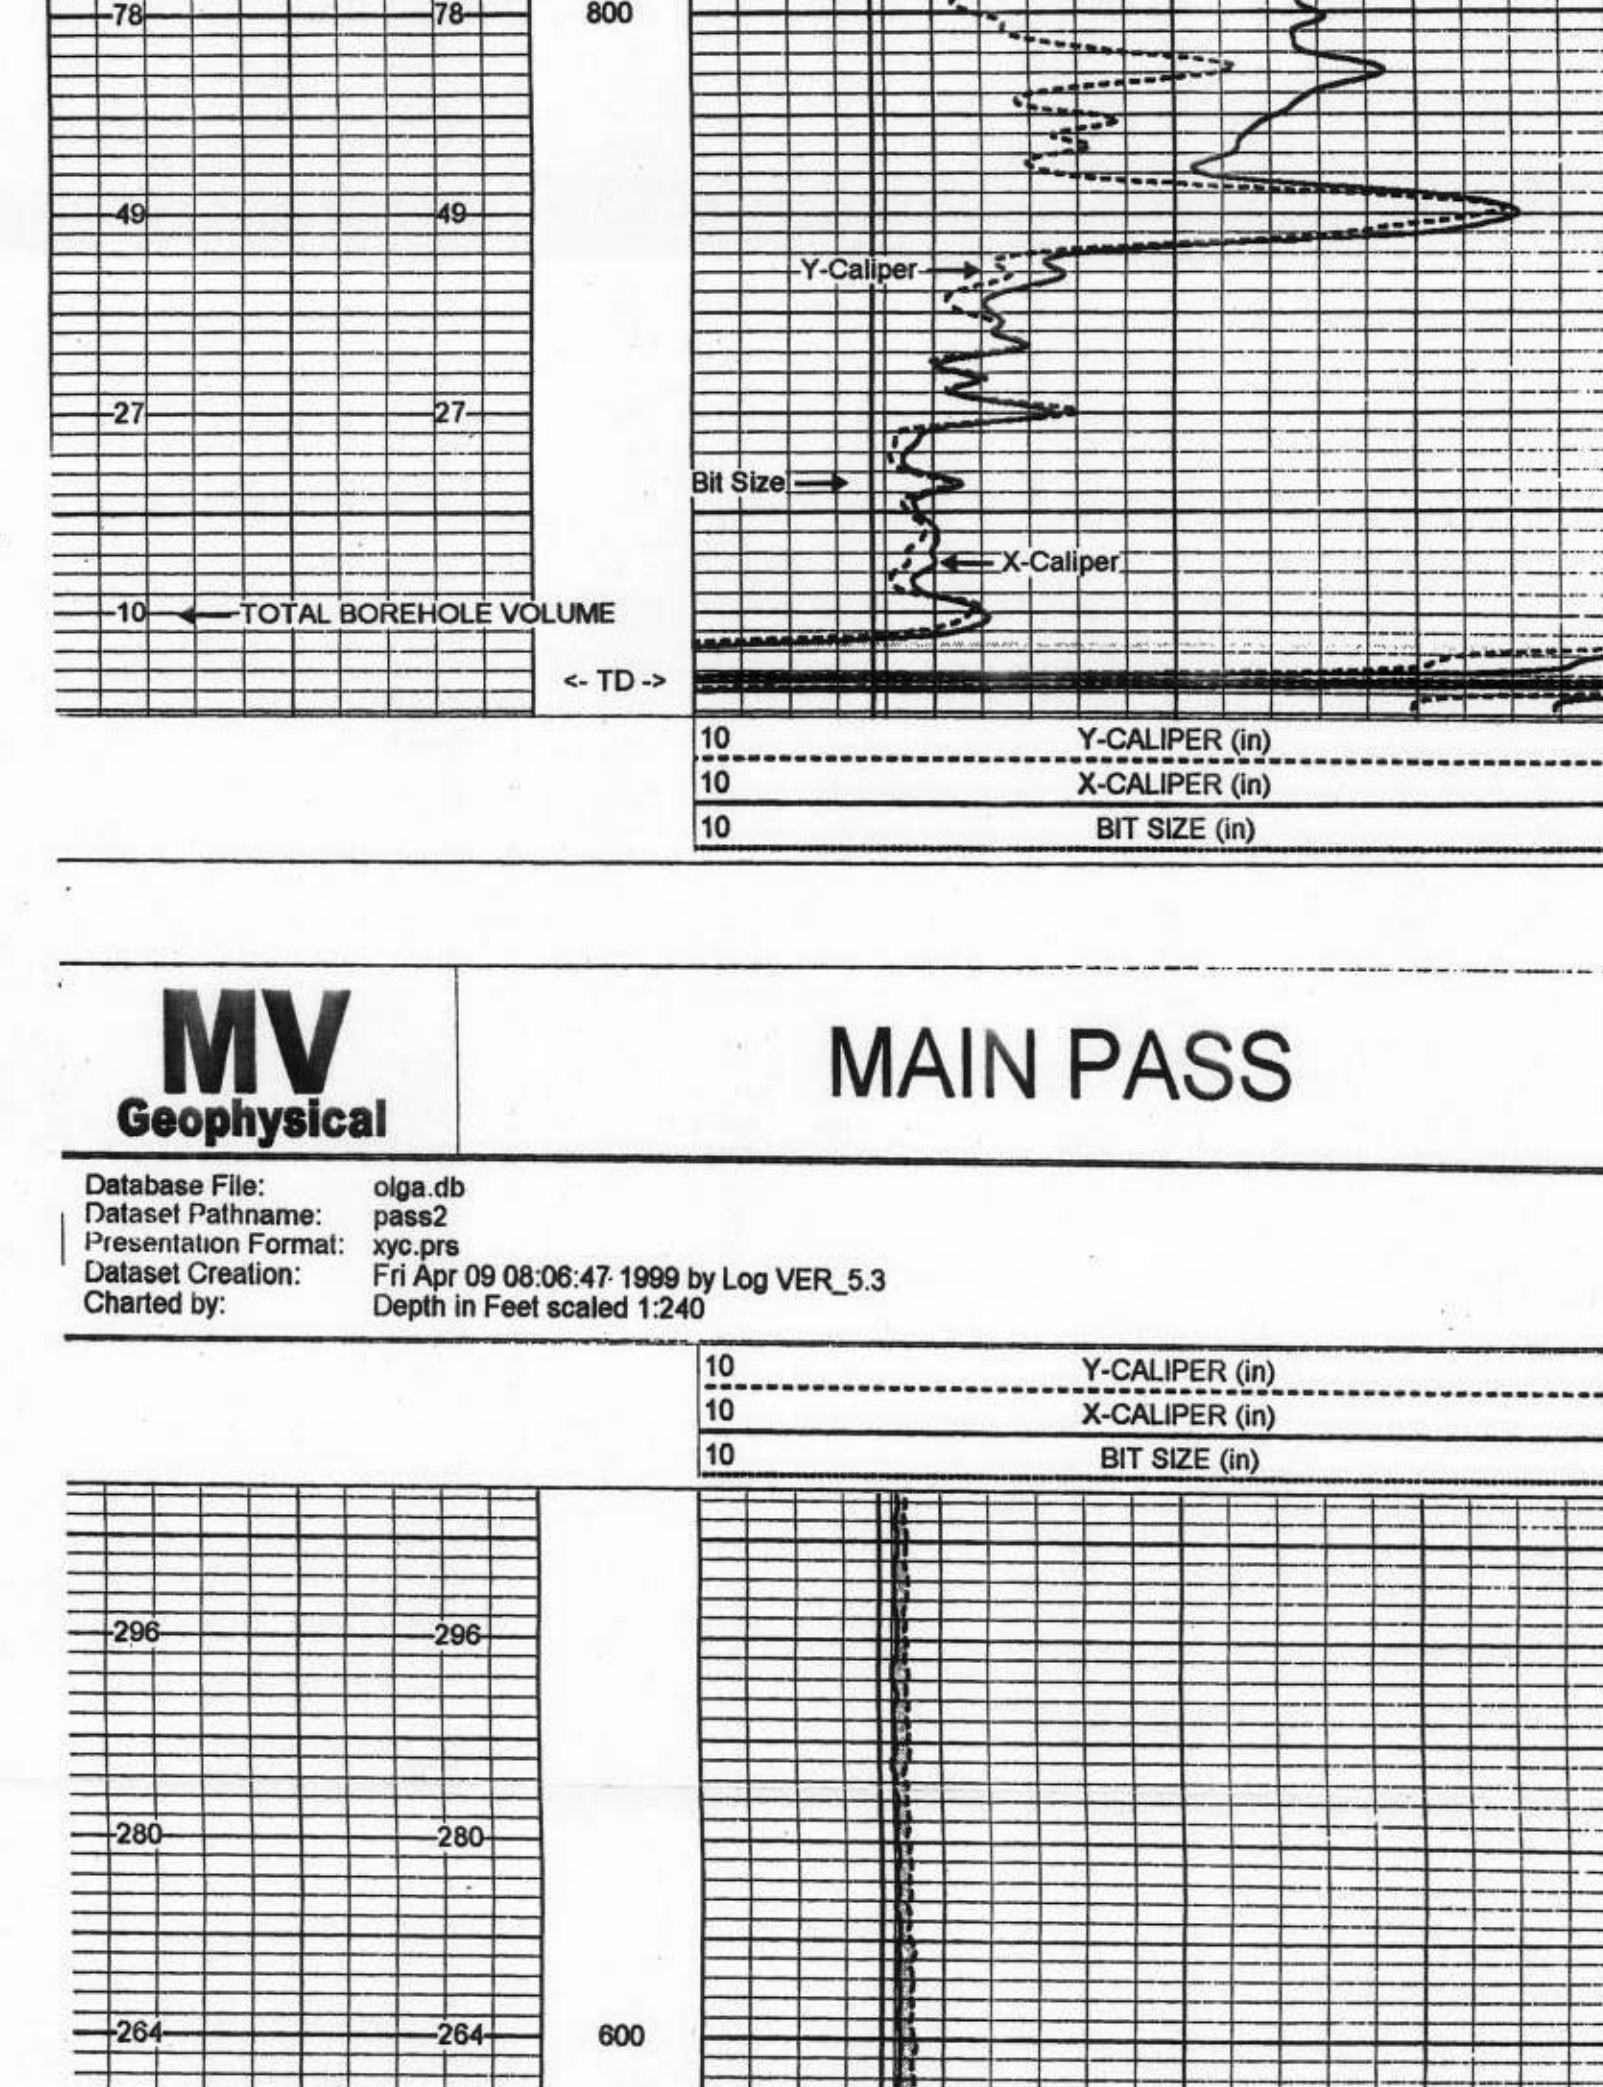 78 78 800
49 49
Y-Caliper
27 27
Bit Size
X-Caliper
10 TOTAL BOREHOLE VOLUME
<- TD ->
10 Y-CALIPER (in)
10 X-CALIPER (in)
10 BIT SIZE (in)
MV
Geophysical
MAIN PASS
Database File: olga.db
Dataset Pathname: pass2
Presentation Format: xyc.prs
Dataset Creation: Fri Apr 09 08:06:47 1999 by Log VER_5.3
Charted by: Depth in Feet scaled 1:240
10 Y-CALIPER (in)
10 X-CALIPER (in)
10 BIT SIZE (in)
296 296
280 280
264 264 600